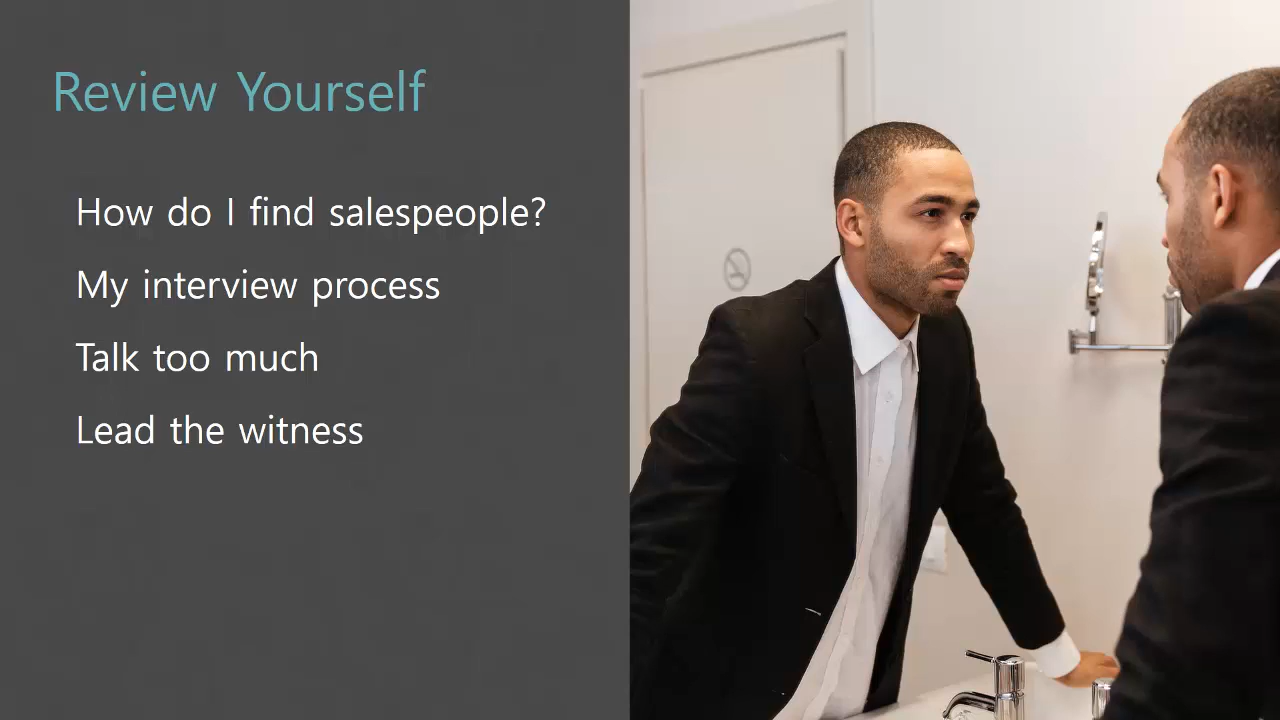 Review Yourself
How do I find salespeople?
My interview process
Talk too much
Lead the witness